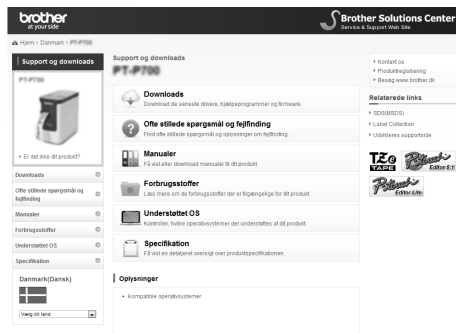 brother
at your side
Brother Solutions Center
Service & Support Web Site
Hjem > Danmark >
Support og downloads
Er det ikke dit produkt?
Downloads
Ofte stillede spørgsmål og fejlfinding
Manualer
Forbrugsstoffer
Understøttet OS
Specifikation
Danmark(Dansk)
Vælg dit land
Support og downloads
PT-P700
Downloads
Download de seneste drivere, hjælpeprogrammer og firmware.
Ofte stillede spørgsmål og fejlfinding
Find ofte stillede spørgsmål og oplysninger om fejlfinding.
Manualer
Få vist eller download manualer til dit produkt.
Forbrugsstoffer
Læs mere om de forbrugsstoffer der er tilgængelige for dit produkt.
Understøttet OS
Kontroller, hvilke operativsystemer der understøttes af dit produkt.
Specifikation
Få vist en detaljeret oversigt over produktspecifikationen.
Oplysninger
Kompatible operativsystemer
Kontakt os
Produktregistrering
Besøg www.brother.dk
Relaterede links
SDS(MSDS)
Label Collection
Udvikleres supportside
TZe
TAPE
P-touch
Editor 5.1
P-touch
Editor Lite